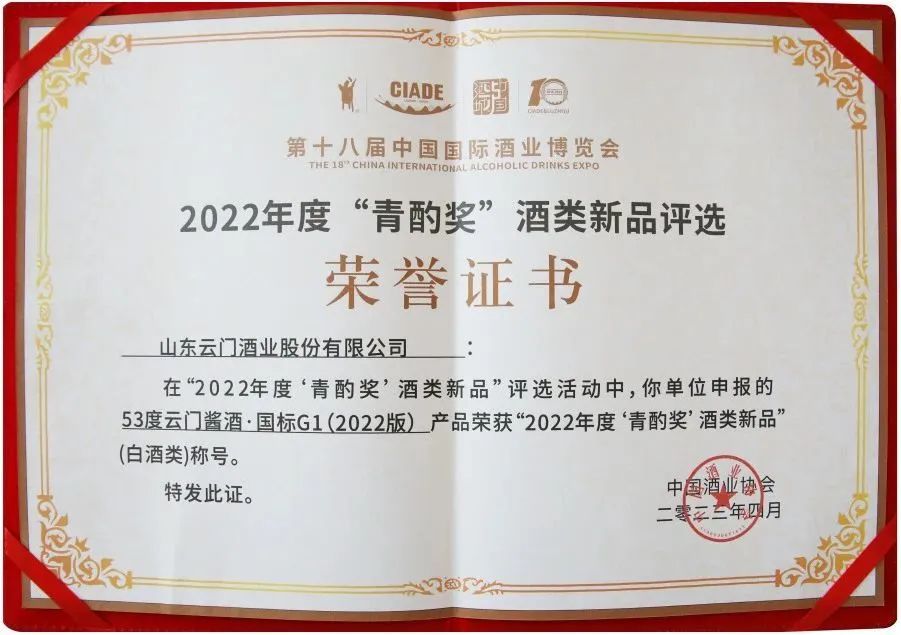 CIADE
10
第十八届中国国际酒业博览会
THE 18TH CHINA INTERNATIONAL ALCOHOLIC DRINKS EXPO
2022年度“青酌奖”酒类新品评选
荣誉证书
山东云门酒业股份有限公司：
在“2022年度‘青酌奖’酒类新品”评选活动中，你单位申报的
53度云门酱酒·国标G1（2022版）产品荣获“2022年度‘青酌奖’酒类新品”
(白酒类)称号。
特发此证。
中国酒业协会
二零二三年四月